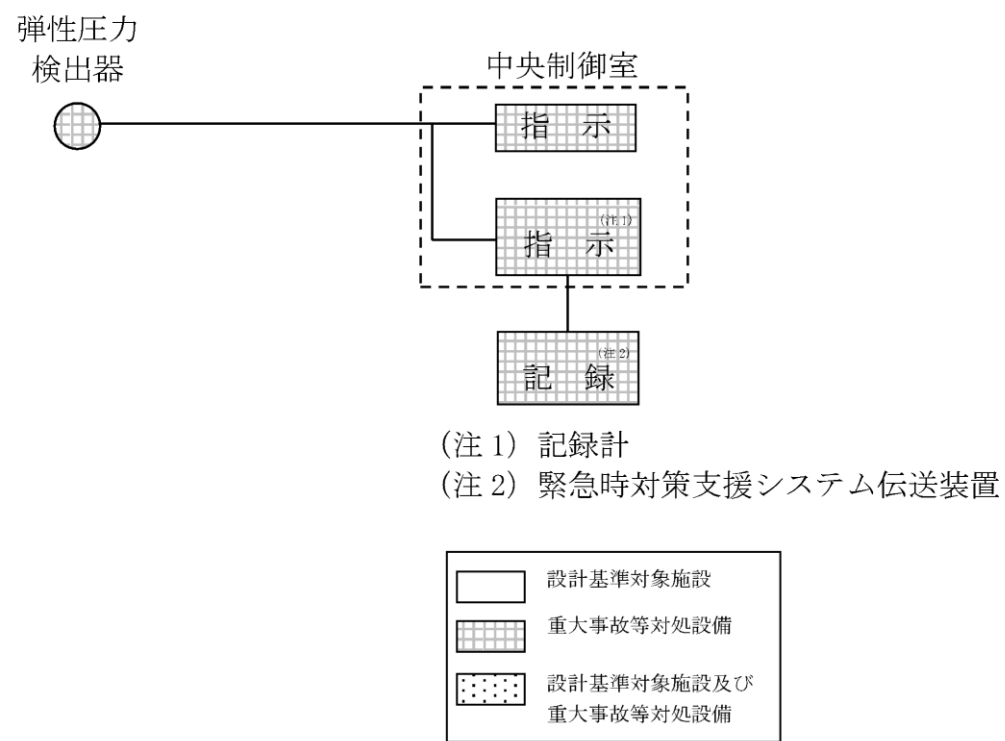 弾性圧力
検出器
中央制御室
指 示
(注 1)
指 示
(注 2)
記 録
(注 1) 記録計
(注 2) 緊急時対策支援システム伝送装置
設計基準対象施設
重大事故等対処設備
設計基準対象施設及び
重大事故等対処設備